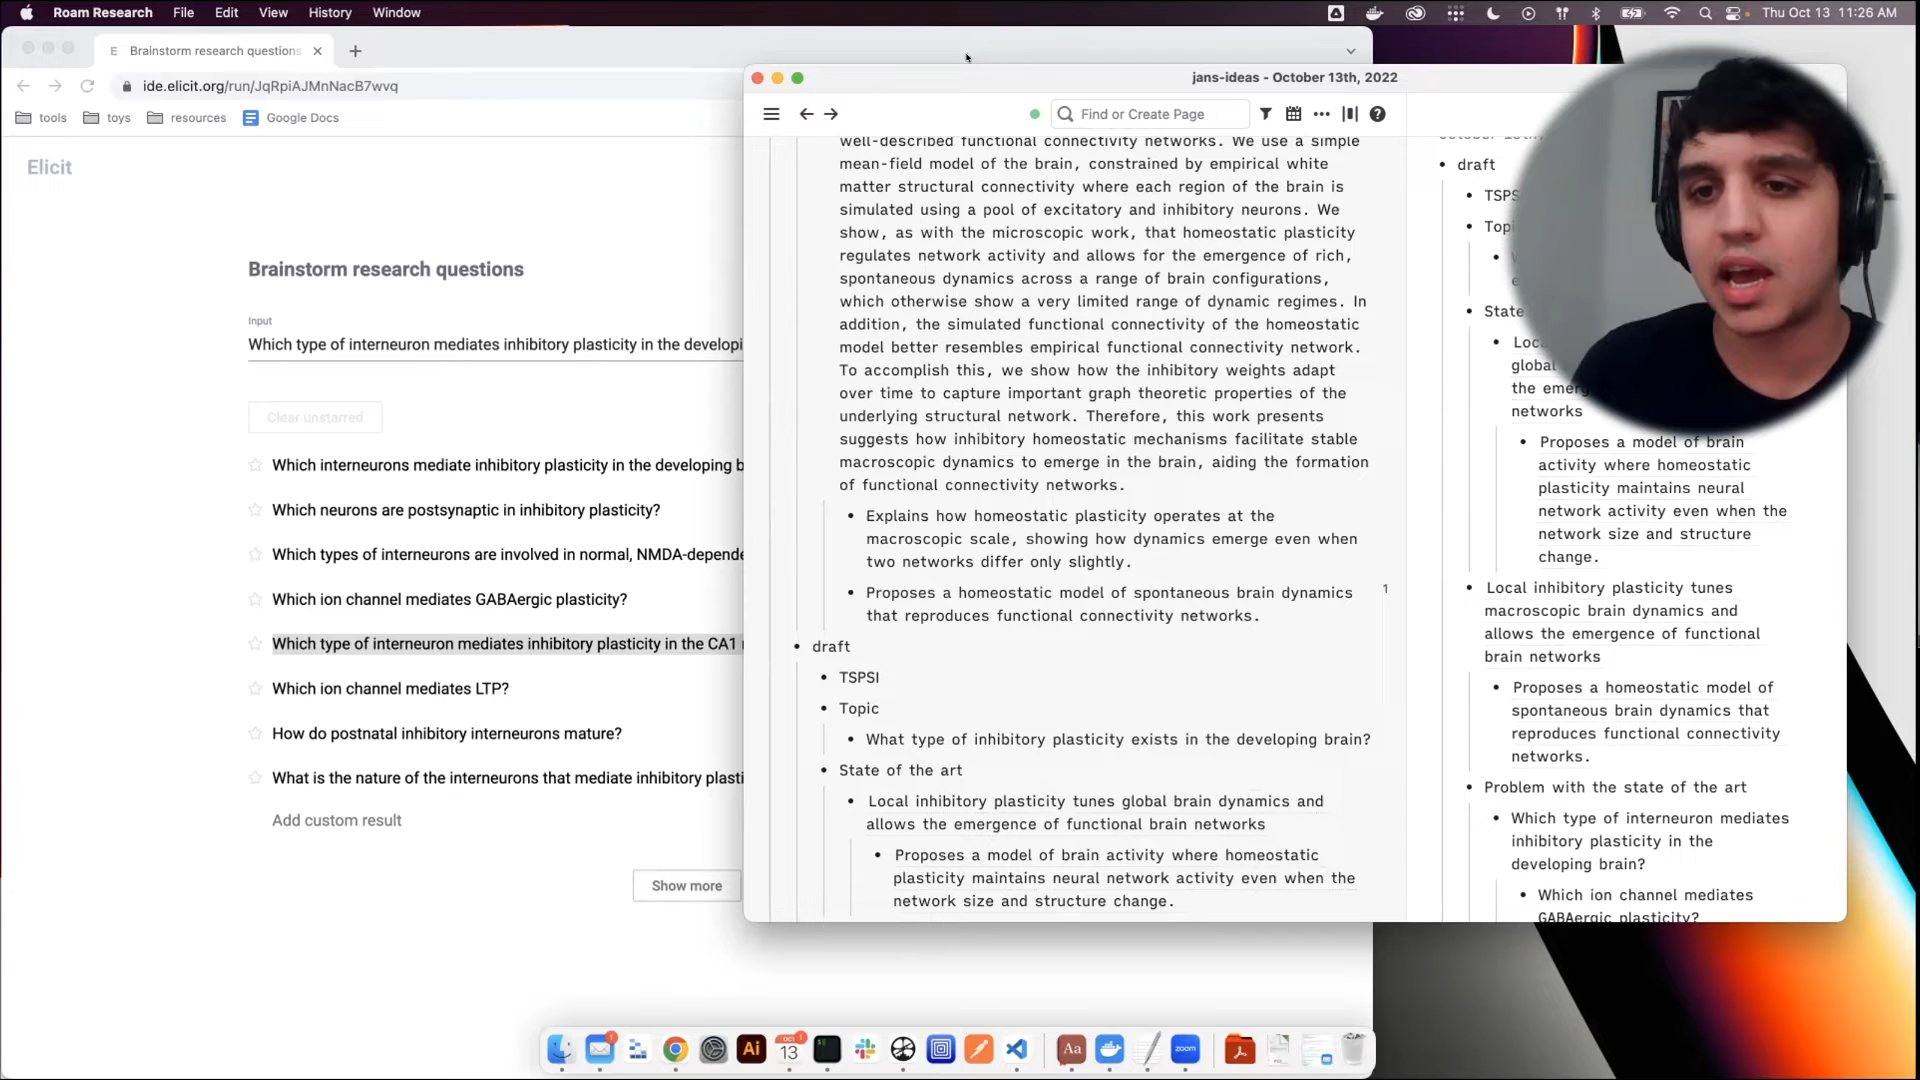 Roam Research File Edit View History Window
Thu Oct 13 11:26 AM
E Brainstorm research questions
ide.elicit.org/run/JqRpiAJMnNacB7wvq
tools toys resources Google Docs
Elicit
Brainstorm research questions
Input
Which type of interneuron mediates inhibitory plasticity in the developi
Clear unstarred
Which interneurons mediate inhibitory plasticity in the developing b
Which neurons are postsynaptic in inhibitory plasticity?
Which types of interneurons are involved in normal, NMDA-depende
Which ion channel mediates GABAergic plasticity?
Which type of interneuron mediates inhibitory plasticity in the CA1
Which ion channel mediates LTP?
How do postnatal inhibitory interneurons mature?
What is the nature of the interneurons that mediate inhibitory plasti
Add custom result
Show more
jans-ideas - October 13th, 2022
Find or Create Page
well-described functional connectivity networks. We use a simple
mean-field model of the brain, constrained by empirical white
matter structural connectivity where each region of the brain is
simulated using a pool of excitatory and inhibitory neurons. We
show, as with the microscopic work, that homeostatic plasticity
regulates network activity and allows for the emergence of rich,
spontaneous dynamics across a range of brain configurations,
which otherwise show a very limited range of dynamic regimes. In
addition, the simulated functional connectivity of the homeostatic
model better resembles empirical functional connectivity network.
To accomplish this, we show how the inhibitory weights adapt
over time to capture important graph theoretic properties of the
underlying structural network. Therefore, this work presents
suggests how inhibitory homeostatic mechanisms facilitate stable
macroscopic dynamics to emerge in the brain, aiding the formation
of functional connectivity networks.
Explains how homeostatic plasticity operates at the
macroscopic scale, showing how dynamics emerge even when
two networks differ only slightly.
Proposes a homeostatic model of spontaneous brain dynamics
that reproduces functional connectivity networks.
1
draft
TSPSI
Topic
What type of inhibitory plasticity exists in the developing brain?
State of the art
Local inhibitory plasticity tunes global brain dynamics and
allows the emergence of functional brain networks
Proposes a model of brain activity where homeostatic
plasticity maintains neural network activity even when the
network size and structure change.
draft
TSPS
Topi
State
Loca
global
the emerg
networks
Proposes a model of brain
activity where homeostatic
plasticity maintains neural
network activity even when the
network size and structure
change.
Local inhibitory plasticity tunes
macroscopic brain dynamics and
allows the emergence of functional
brain networks
Proposes a homeostatic model of
spontaneous brain dynamics that
reproduces functional connectivity
networks.
Problem with the state of the art
Which type of interneuron mediates
inhibitory plasticity in the
developing brain?
Which ion channel mediates
GABAergic plasticity?
Ai
OCT
13
Aa
zoom